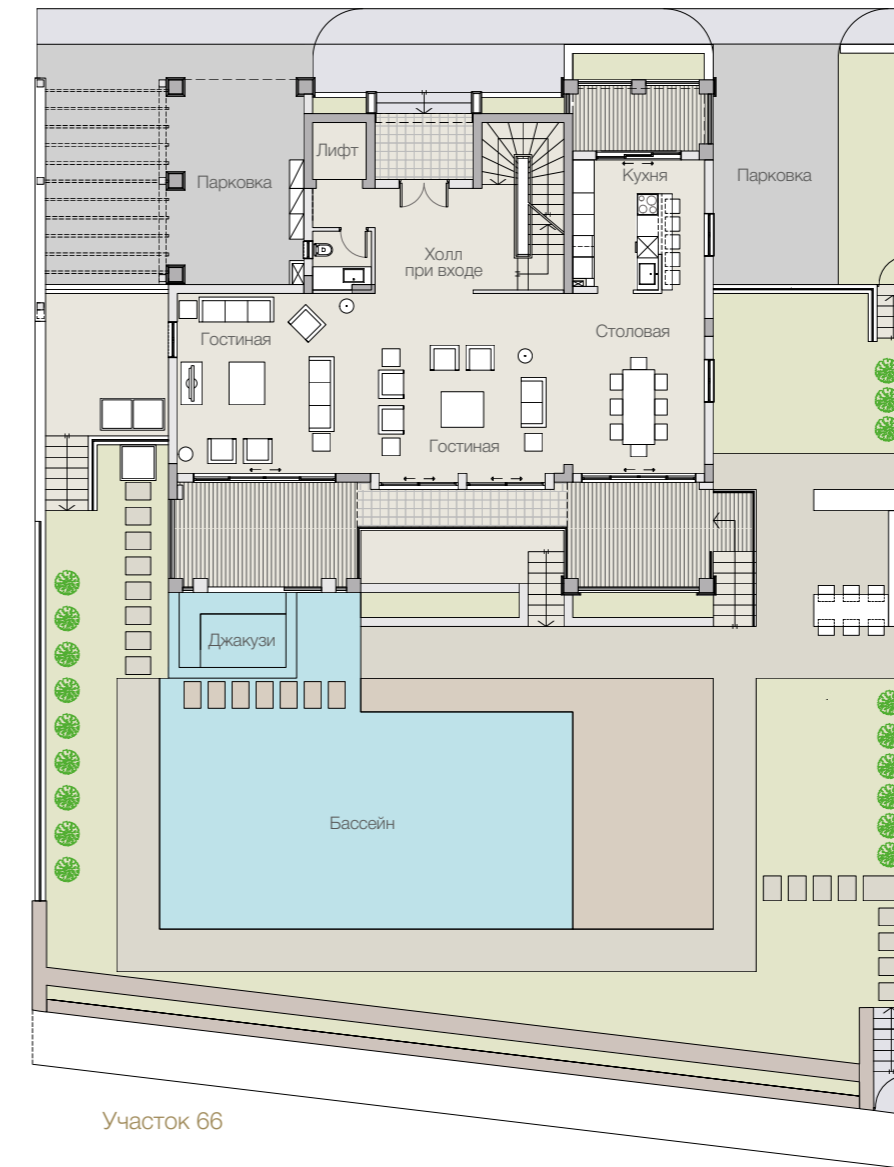 Лифт
Парковка
Кухня
Парковка
Холл
при входе
Гостиная
Столовая
Гостиная
Джакузи
Бассейн
Участок 66